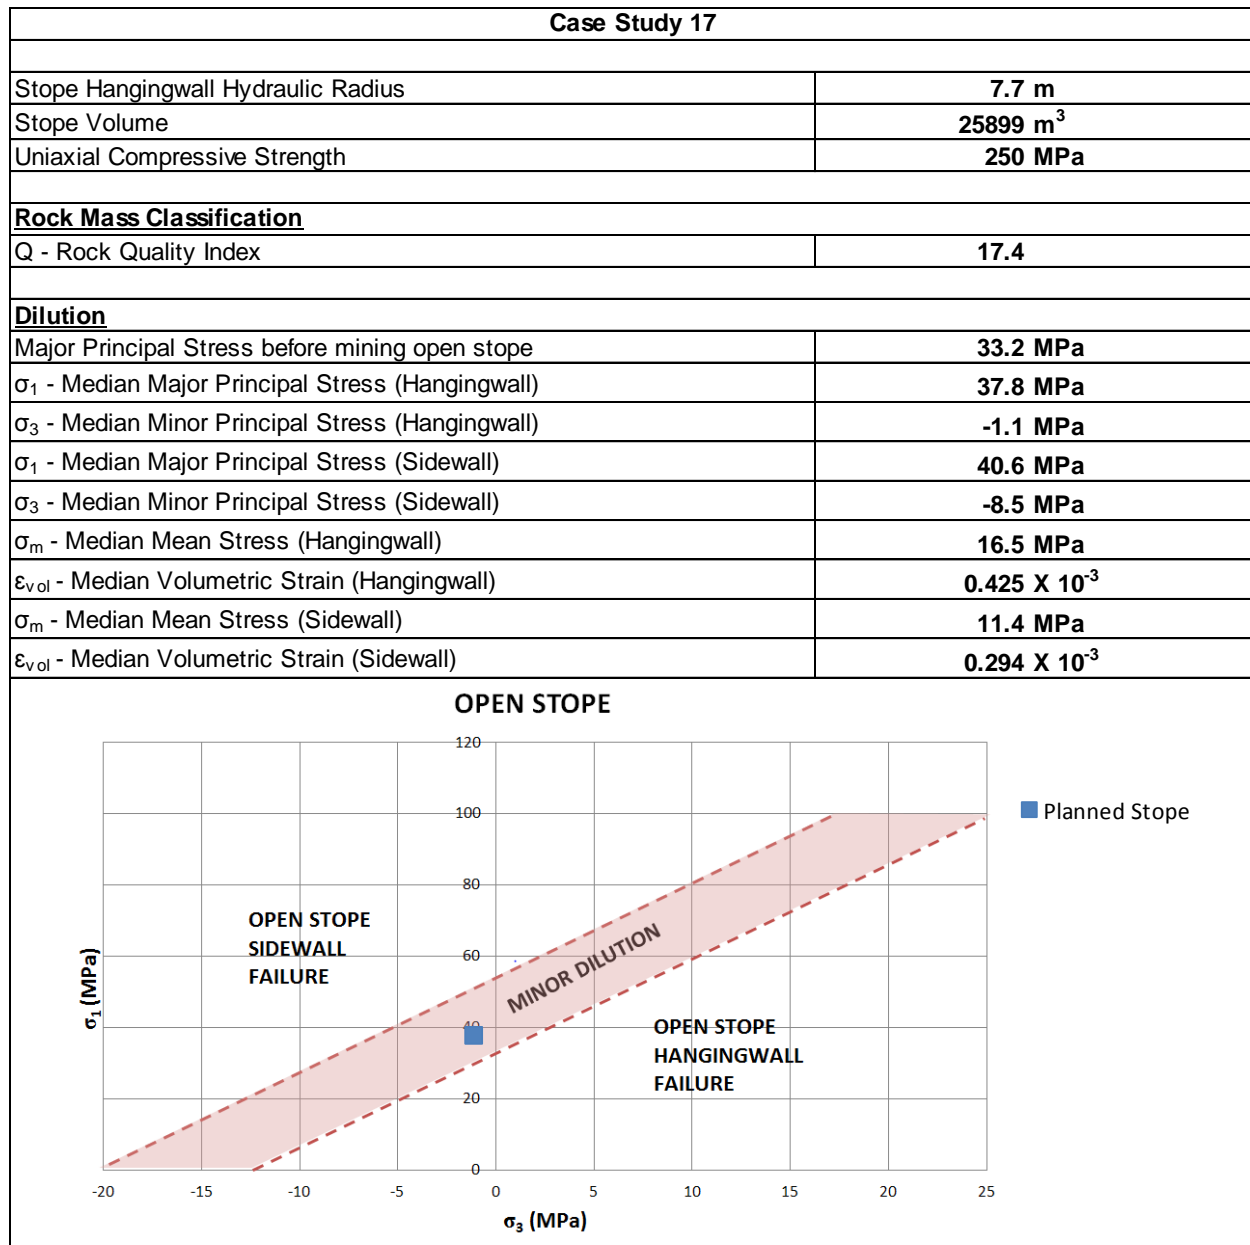 Case Study 17
Stope Hangingwall Hydraulic Radius 7.7 m
Stope Volume 25899 m³
Uniaxial Compressive Strength 250 MPa
Rock Mass Classification
Q - Rock Quality Index 17.4
Dilution
Major Principal Stress before mining open stope 33.2 MPa
σ₁ - Median Major Principal Stress (Hangingwall) 37.8 MPa
σ₃ - Median Minor Principal Stress (Hangingwall) -1.1 MPa
σ₁ - Median Major Principal Stress (Sidewall) 40.6 MPa
σ₃ - Median Minor Principal Stress (Sidewall) -8.5 MPa
σₘ - Median Mean Stress (Hangingwall) 16.5 MPa
εvol - Median Volumetric Strain (Hangingwall) 0.425 X 10⁻³
σₘ - Median Mean Stress (Sidewall) 11.4 MPa
εvol - Median Volumetric Strain (Sidewall) 0.294 X 10⁻³
OPEN STOPE
120
100
80
60
40
20
0
σ₁ (MPa)
OPEN STOPE
SIDEWALL
FAILURE
MINOR DILUTION
OPEN STOPE
HANGINGWALL
FAILURE
Planned Stope
-20 -15 -10 -5 0 5 10 15 20 25
σ₃ (MPa)